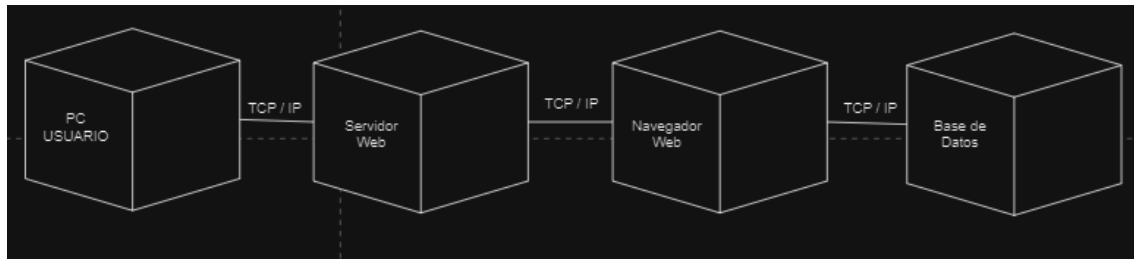 PC
USUARIO
TCP / IP
Servidor
Web
TCP / IP
Navegador
Web
TCP / IP
Base de
Datos